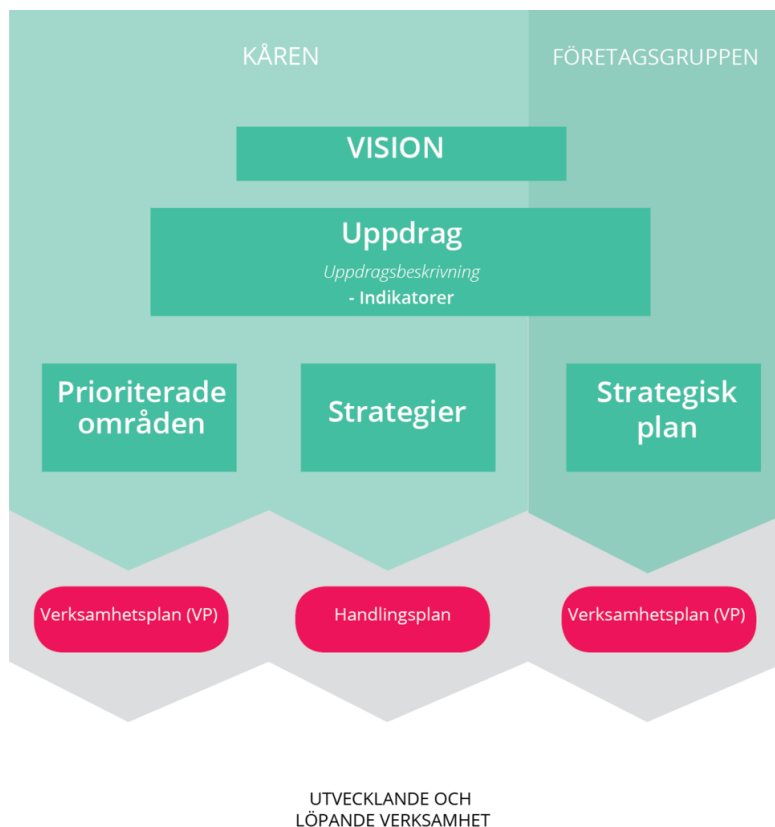 KÅREN
FÖRETAGSGRUPPEN
VISION
Uppdrag
Uppdragsbeskrivning
- Indikatorer
Prioriterade
områden
Strategier
Strategisk
plan
Verksamhetsplan (VP)
Handlingsplan
Verksamhetsplan (VP)
UTVECKLANDE OCH
LÖPANDE VERKSAMHET